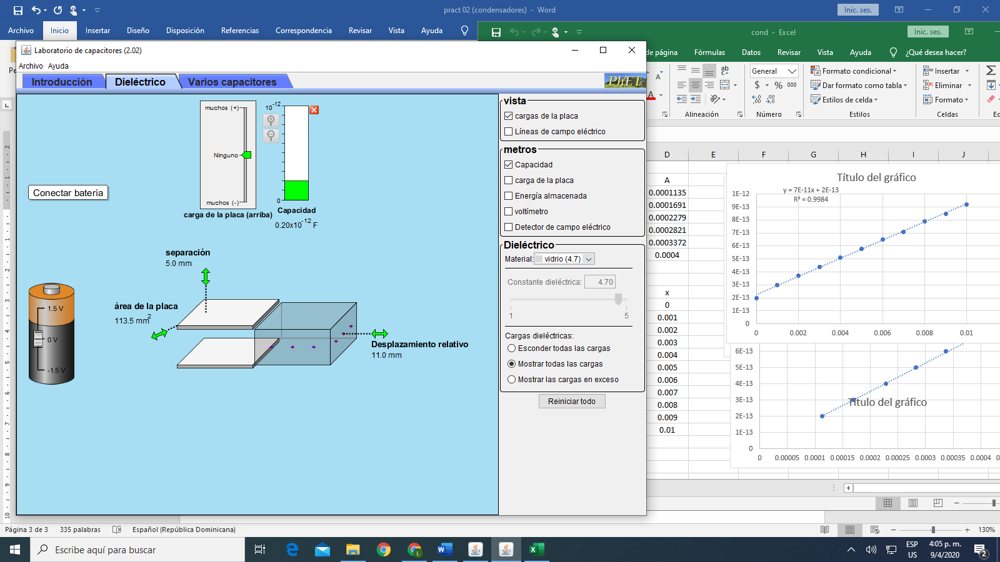 pract 02 (condensadores) - Word
Inic. ses.
Archivo Inicio Insertar Diseño Disposición Referencias Correspondencia Revisar Vista Ayuda
cond - Excel
Inic. ses.
de página Fórmulas Datos Revisar Vista Ayuda ¿Qué desea hacer?
Laboratorio de capacitores (2.02)
Archivo Ayuda
Introducción Dieléctrico Varios capacitores
PhET
General
$ % 000
Formato condicional
Dar formato como tabla
Estilos de celda
Insertar
Eliminar
Formato
Alineación Número Estilos Celdas
muchos (+)
Ninguno
muchos (-)
carga de la placa (arriba)
10-12
0
Capacidad
0.20x10-12 F
Conectar batería
separación
5.0 mm
área de la placa
113.5 mm2
Desplazamiento relativo
11.0 mm
1.5 V
0 V
-1.5 V
vista
cargas de la placa
Líneas de campo eléctrico
metros
Capacidad
carga de la placa
Energía almacenada
voltímetro
Detector de campo eléctrico
Dieléctrico
Material: vidrio (4.7)
Constante dieléctrica: 4.70
1 5
Cargas dieléctricas:
Esconder todas las cargas
Mostrar todas las cargas
Mostrar las cargas en exceso
Reiniciar todo
D E F G H I J
A
0.0001135
0.0001691
0.0002279
0.0002821
0.0003372
0.0004
x
0
0.001
0.002
0.003
0.004
0.005
0.006
0.007
0.008
0.009
0.01
Título del gráfico
y = 7E-11x + 2E-13
R² = 0.9984
1E-12
9E-13
8E-13
7E-13
6E-13
5E-13
4E-13
3E-13
2E-13
1E-13
0
0 0.002 0.004 0.006 0.008 0.01
6E-13
5E-13
4E-13
3E-13
2E-13
1E-13
0
Título del gráfico
0 0.00005 0.0001 0.00015 0.0002 0.00025 0.0003 0.00035 0.0004
Página 3 de 3 335 palabras Español (República Dominicana)
130%
Escribe aquí para buscar
ESP
US
4:05 p. m.
9/4/2020
2